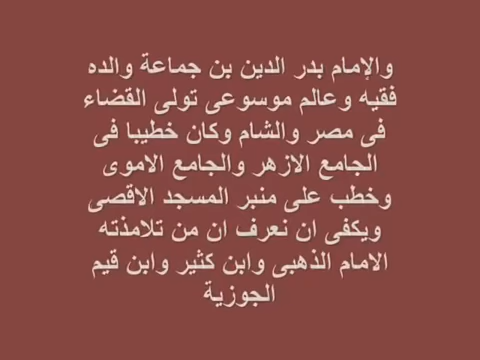 والإمام بدر الدين بن جماعة والده
فقيه وعالم موسوعى تولى القضاء
فى مصر والشام وكان خطيبا فى
الجامع الازهر والجامع الاموى
وخطب على منبر المسجد الاقصى
ويكفى ان نعرف ان من تلامذته
الامام الذهبى وابن كثير وابن قيم
الجوزية